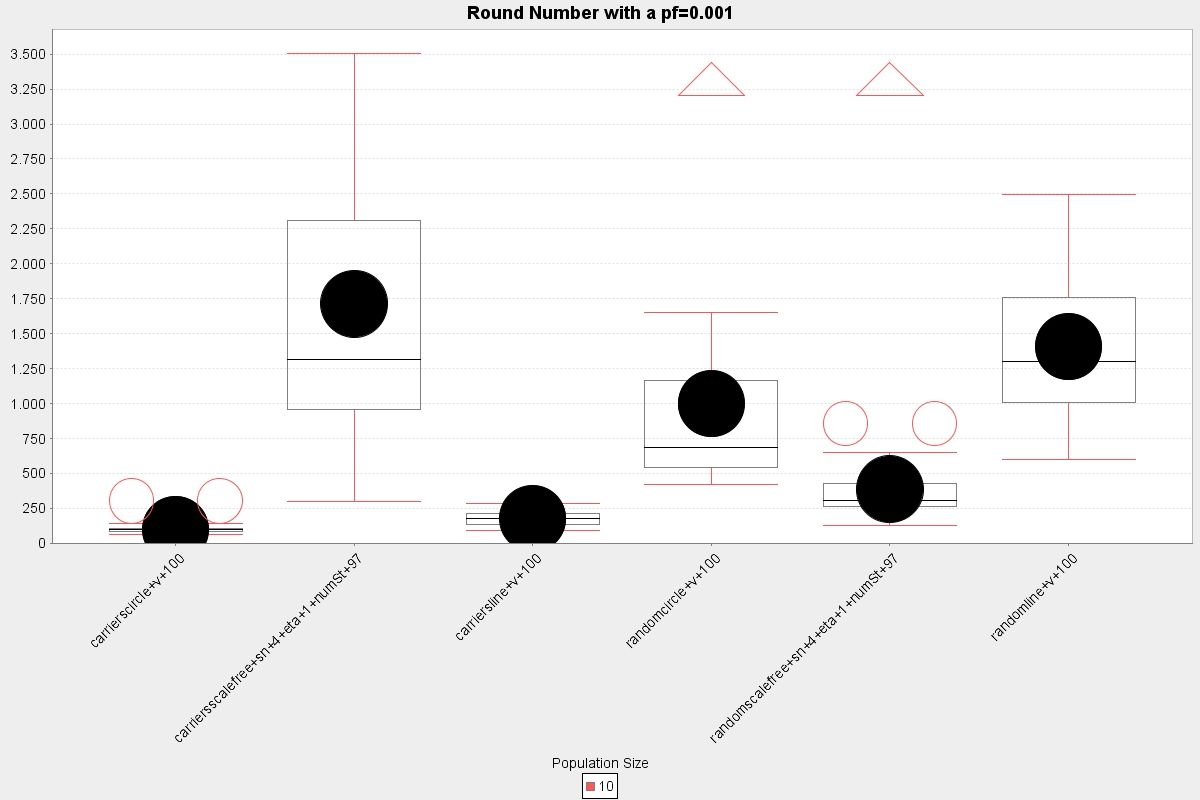 Round Number with a pf=0.001
3.500
3.250
3.000
2.750
2.500
2.250
2.000
1.750
1.500
1.250
1.000
750
500
250
0
carrierscircle+v+100
carriersscalefree+sn+4+eta+1+numSt+97
carriersline+v+100
randomcircle+v+100
randomscalefree+sn+4+eta+1+numSt+97
randomline+v+100
Population Size
10